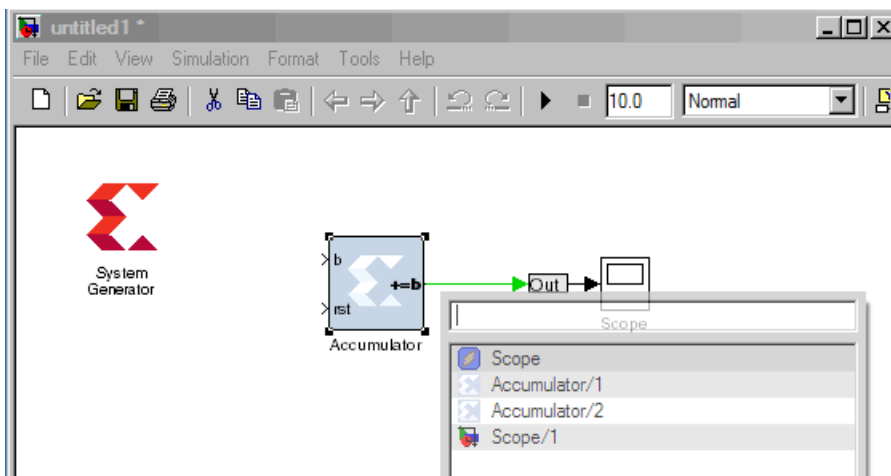 untitled1 *
File Edit View Simulation Format Tools Help
10.0 Normal
System
Generator
b
+=b
rst
Accumulator
Out
Scope
Scope
Accumulator/1
Accumulator/2
Scope/1